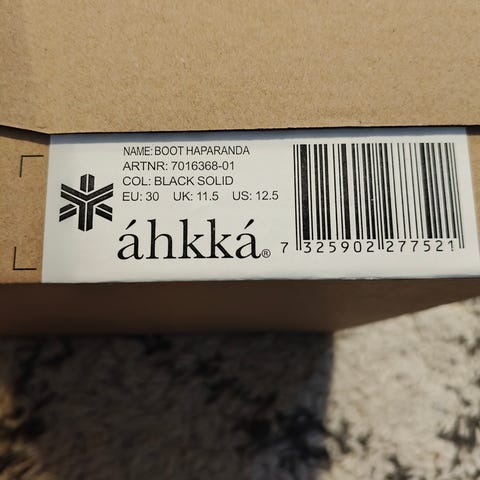 NAME: BOOT HAPARANDA
ARTNR: 7016368-01
COL: BLACK SOLID
EU: 30 UK: 11.5 US: 12.5
áhkká®
7 325902 277521